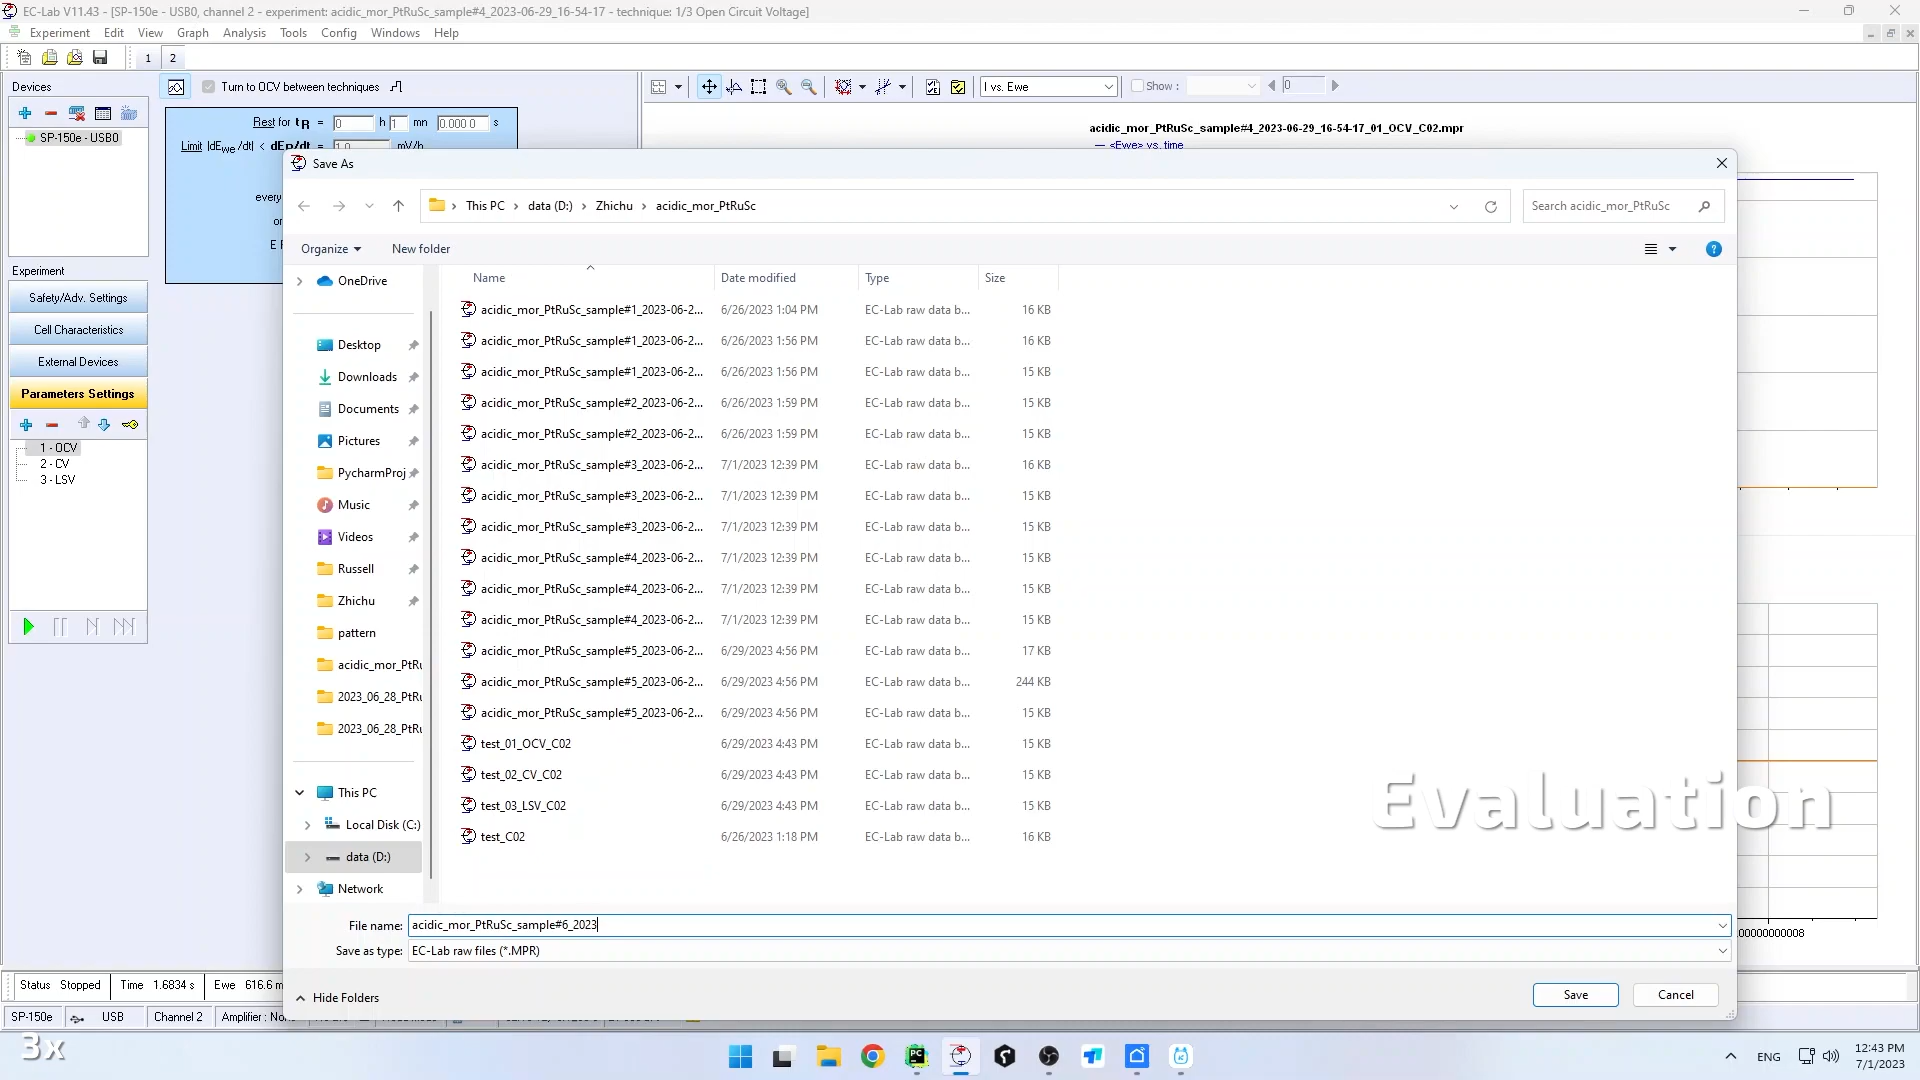 EC-Lab V11.43 - [SP-150e - USB0, channel 2 - experiment: acidic_mor_PtRuSc_sample#4_2023-06-29_16-54-17 - technique: 1/3 Open Circuit Voltage]
Experiment Edit View Graph Analysis Tools Config Windows Help
1 2
Devices
Turn to OCV between techniques
I vs. Ewe
Show :
0
SP-150e - USB0
Rest for tR = 0 h 1 mn 0.000 0 s
Limit |dEwe/dt| < dER/dt = 1.0 mV/h
acidic_mor_PtRuSc_sample#4_2023-06-29_16-54-17_01_OCV_C02.mpr
<Ewe> vs. time
every
Save As
This PC > data (D:) > Zhichu > acidic_mor_PtRuSc
Search acidic_mor_PtRuSc
Organize
New folder
Experiment
Safety/Adv. Settings
Cell Characteristics
External Devices
Parameters Settings
1 - OCV
2 - CV
3 - LSV
OneDrive
Desktop
Downloads
Documents
Pictures
PycharmProj
Music
Videos
Russell
Zhichu
pattern
acidic_mor_PtRu
2023_06_28_PtRu
2023_06_28_PtRu
This PC
Local Disk (C:)
data (D:)
Network
Name Date modified Type Size
acidic_mor_PtRuSc_sample#1_2023-06-2... 6/26/2023 1:04 PM EC-Lab raw data b... 16 KB
acidic_mor_PtRuSc_sample#1_2023-06-2... 6/26/2023 1:56 PM EC-Lab raw data b... 16 KB
acidic_mor_PtRuSc_sample#1_2023-06-2... 6/26/2023 1:56 PM EC-Lab raw data b... 15 KB
acidic_mor_PtRuSc_sample#2_2023-06-2... 6/26/2023 1:59 PM EC-Lab raw data b... 15 KB
acidic_mor_PtRuSc_sample#2_2023-06-2... 6/26/2023 1:59 PM EC-Lab raw data b... 15 KB
acidic_mor_PtRuSc_sample#3_2023-06-2... 7/1/2023 12:39 PM EC-Lab raw data b... 16 KB
acidic_mor_PtRuSc_sample#3_2023-06-2... 7/1/2023 12:39 PM EC-Lab raw data b... 15 KB
acidic_mor_PtRuSc_sample#3_2023-06-2... 7/1/2023 12:39 PM EC-Lab raw data b... 15 KB
acidic_mor_PtRuSc_sample#4_2023-06-2... 7/1/2023 12:39 PM EC-Lab raw data b... 15 KB
acidic_mor_PtRuSc_sample#4_2023-06-2... 7/1/2023 12:39 PM EC-Lab raw data b... 15 KB
acidic_mor_PtRuSc_sample#4_2023-06-2... 7/1/2023 12:39 PM EC-Lab raw data b... 15 KB
acidic_mor_PtRuSc_sample#5_2023-06-2... 6/29/2023 4:56 PM EC-Lab raw data b... 17 KB
acidic_mor_PtRuSc_sample#5_2023-06-2... 6/29/2023 4:56 PM EC-Lab raw data b... 244 KB
acidic_mor_PtRuSc_sample#5_2023-06-2... 6/29/2023 4:56 PM EC-Lab raw data b... 15 KB
test_01_OCV_C02 6/29/2023 4:43 PM EC-Lab raw data b... 15 KB
test_02_CV_C02 6/29/2023 4:43 PM EC-Lab raw data b... 15 KB
test_03_LSV_C02 6/29/2023 4:43 PM EC-Lab raw data b... 15 KB
test_C02 6/26/2023 1:18 PM EC-Lab raw data b... 16 KB
Evaluation
File name: acidic_mor_PtRuSc_sample#6_2023
Save as type: EC-Lab raw files (*.MPR)
00000000008
Hide Folders
Save
Cancel
Status Stopped Time 1.6834 s Ewe 616.6 m
SP-150e USB Channel 2
3x
ENG
12:43 PM
7/1/2023